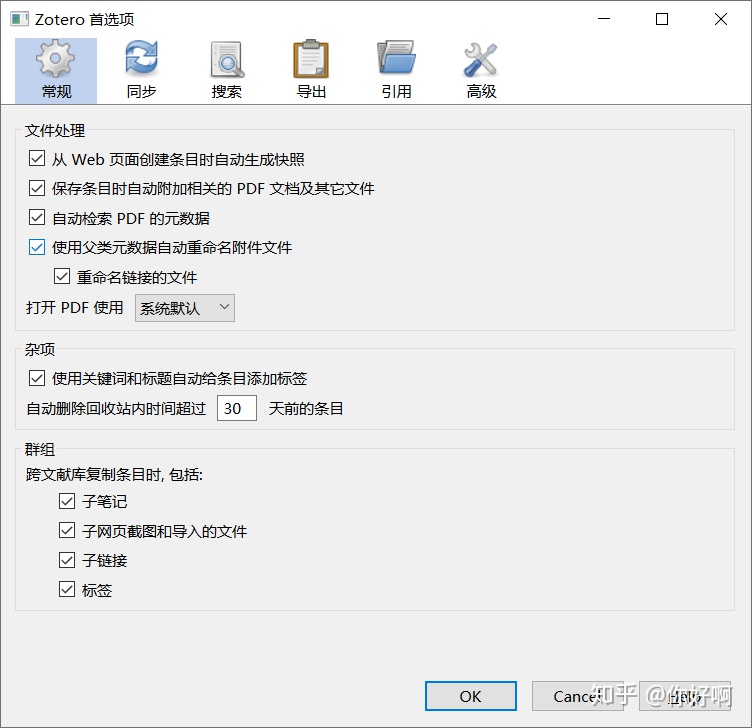 Zotero 首选项
常规 同步 搜索 导出 引用 高级
文件处理
从 Web 页面创建条目时自动生成快照
保存条目时自动附加相关的 PDF 文档及其它文件
自动检索 PDF 的元数据
使用父类元数据自动重命名附件文件
重命名链接的文件
打开 PDF 使用 系统默认
杂项
使用关键词和标题自动给条目添加标签
自动删除回收站内时间超过 30 天前的条目
群组
跨文献库复制条目时, 包括:
子笔记
子网页截图和导入的文件
子链接
标签
OK Cancel Help
知乎 @你好啊